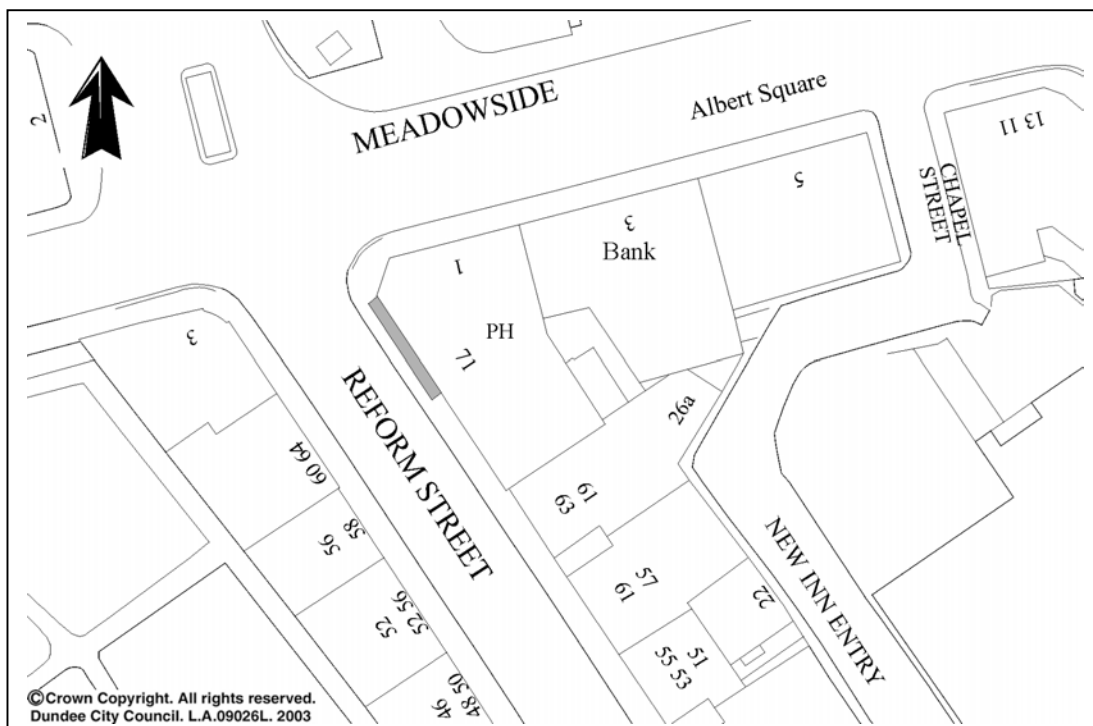 2
MEADOWSIDE
Albert Square
13 11
CHAPEL
STREET
5
3
Bank
1
PH
71
3
REFORM STREET
26a
60 64
61
63
58
56
57
61
NEW INN ENTRY
22
52 56
52
51
55 53
48 50
46
©Crown Copyright. All rights reserved.
Dundee City Council. L.A.09026L. 2003